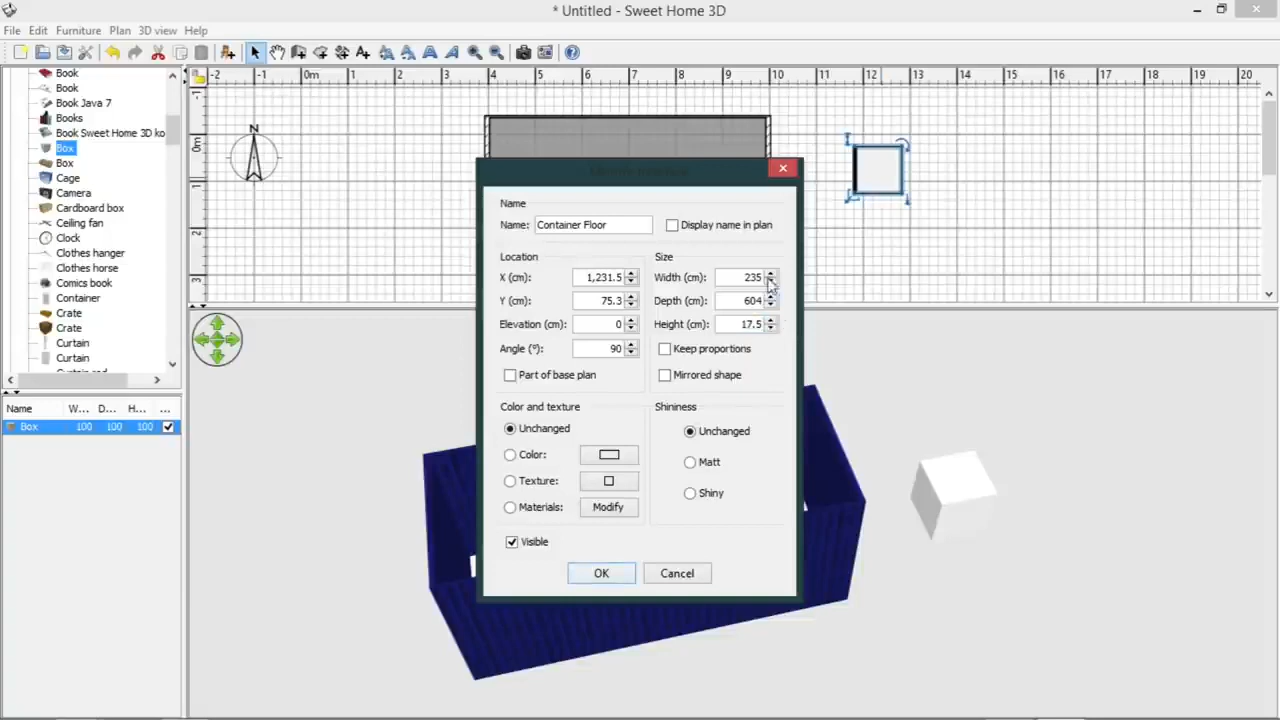 * Untitled - Sweet Home 3D
File Edit Furniture Plan 3D view Help
-2 -1 0m 1 2 3 4 5 6 7 8 9 10 11 12 13 14 15 16 17 18 19 20
-1
0m
1
2
3
N
Book
Book
Book Java 7
Books
Book Sweet Home 3D ko
Box
Box
Cage
Camera
Cardboard box
Ceiling fan
Clock
Clothes hanger
Clothes horse
Comics book
Container
Crate
Crate
Curtain
Curtain
Name W... D... H... ...
Box 100 100 100
Name
Name: Container Floor Display name in plan
Location Size
X (cm): 1,231.5 Width (cm): 235
Y (cm): 75.3 Depth (cm): 604
Elevation (cm): 0 Height (cm): 17.5
Angle (°): 90 Keep proportions
Part of base plan Mirrored shape
Color and texture Shininess
Unchanged Unchanged
Color: Matt
Texture: Shiny
Materials: Modify
Visible
OK Cancel